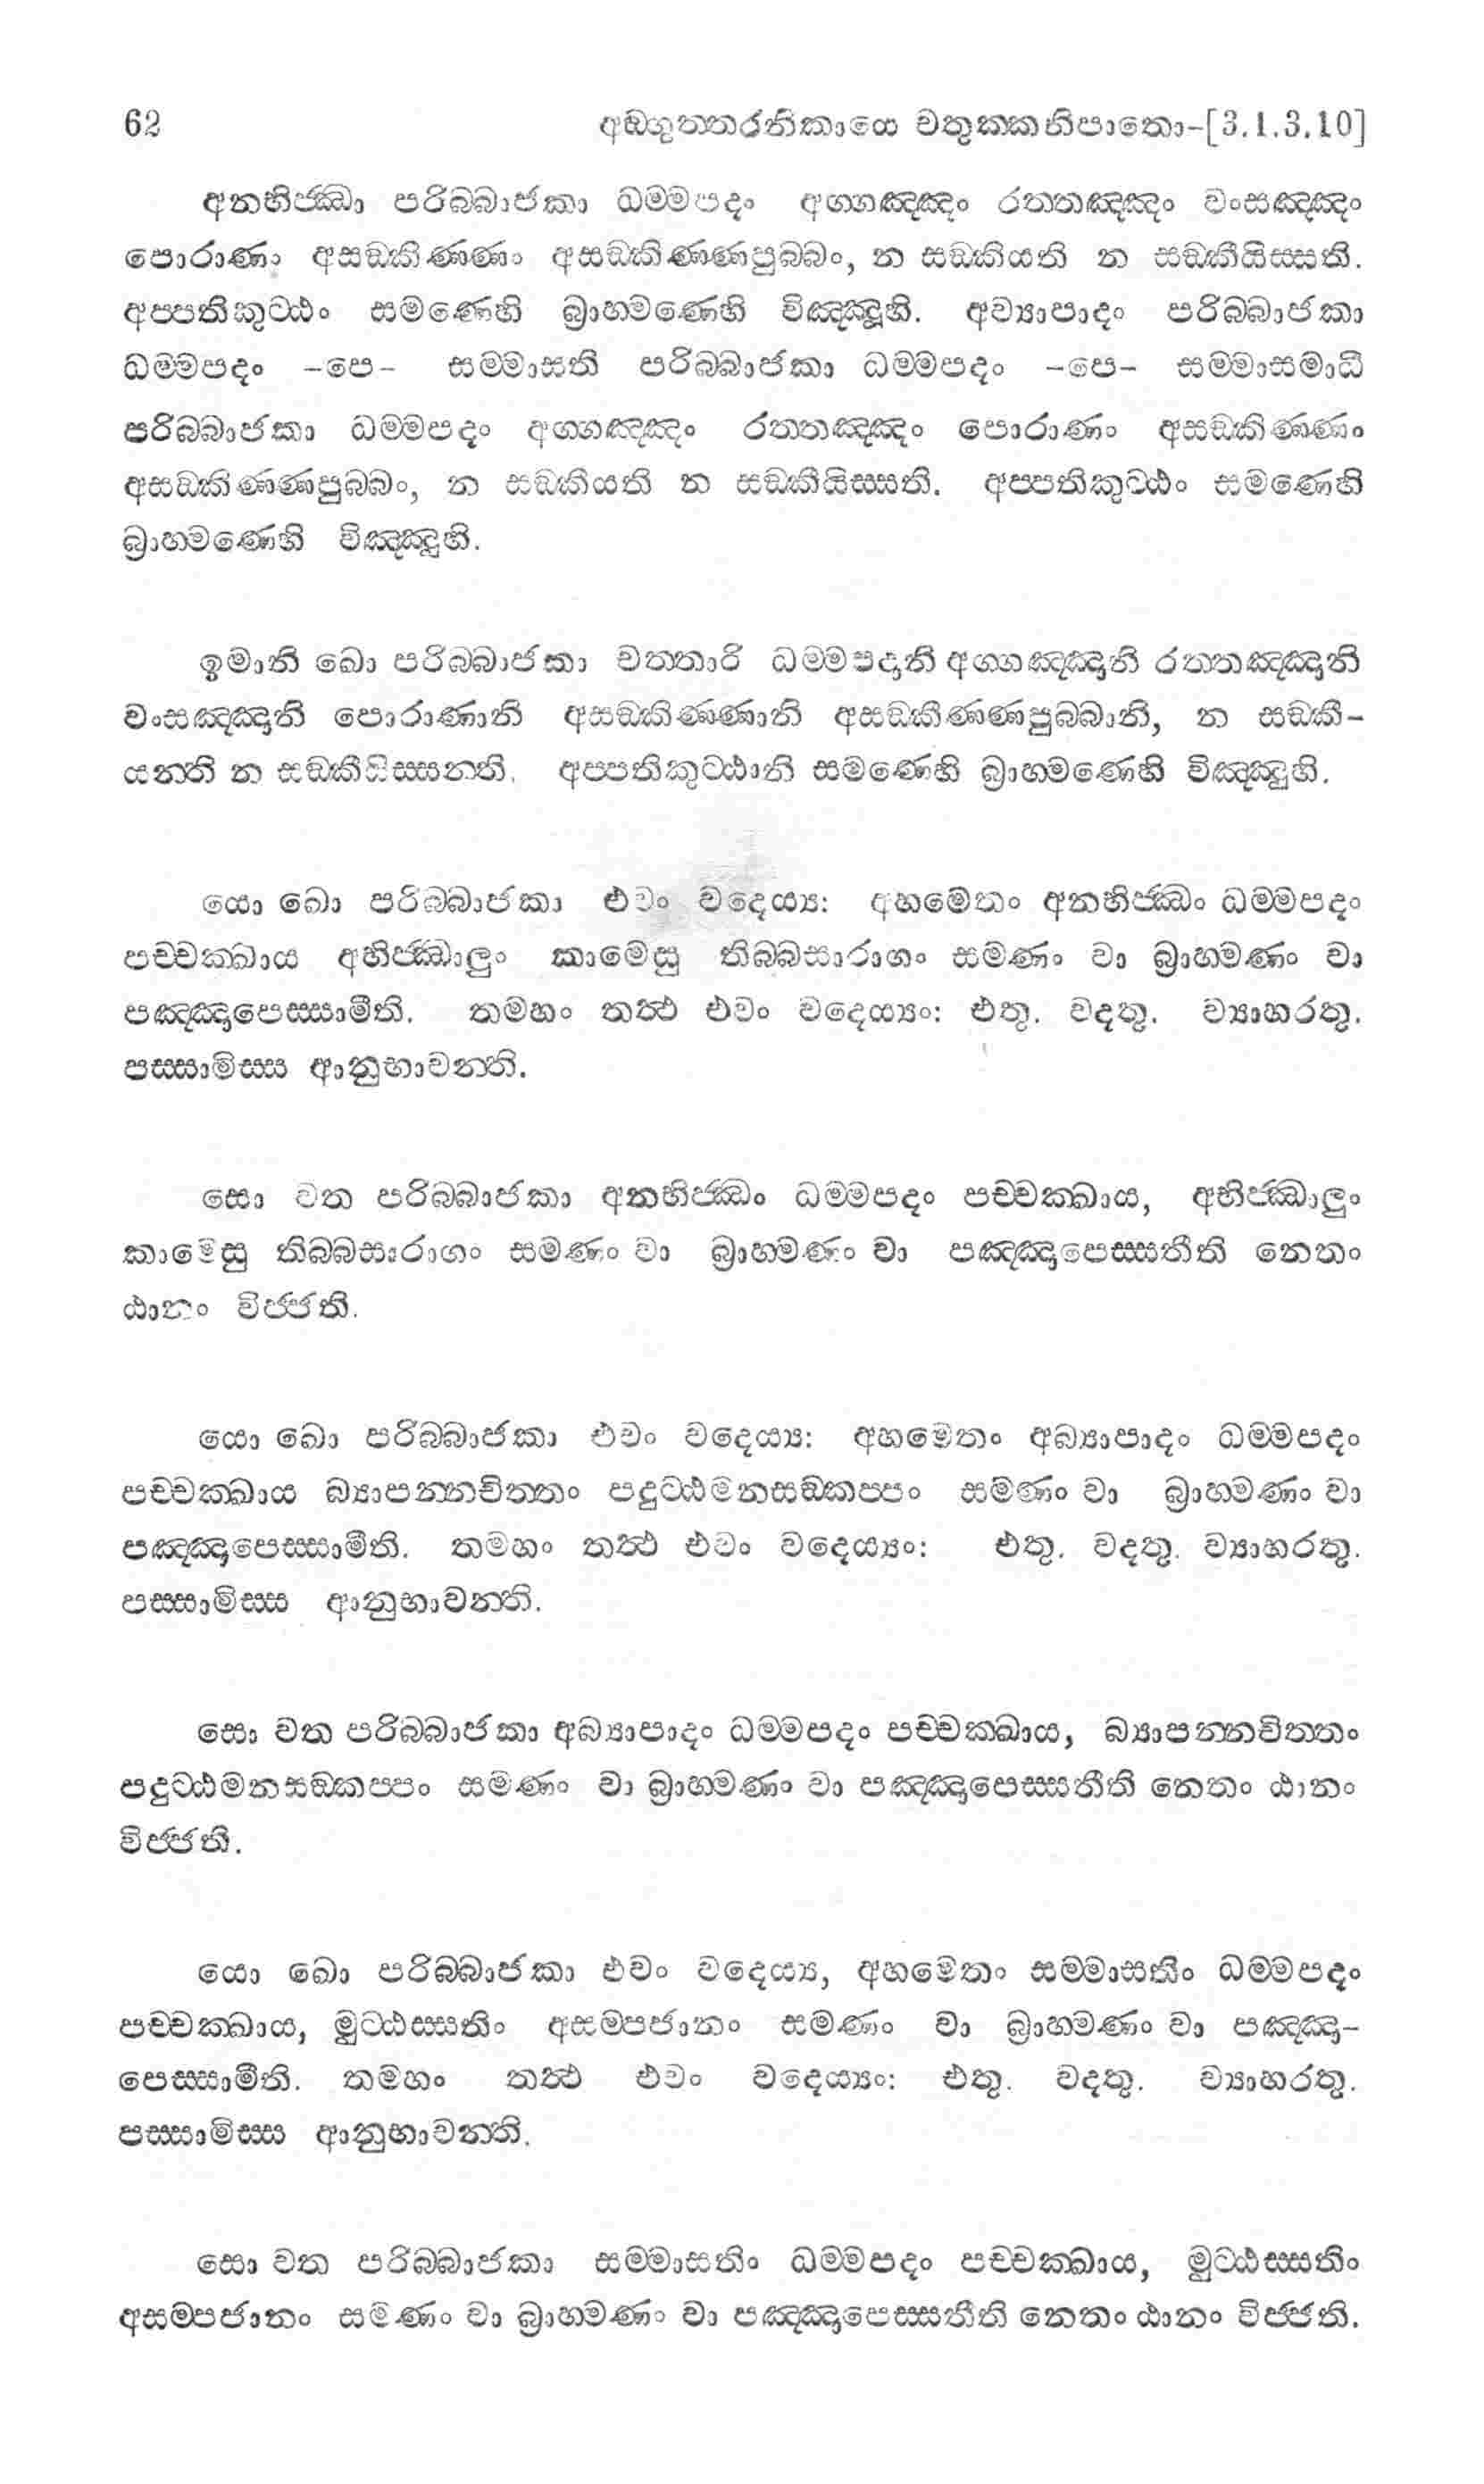 62 අඞ්ගුත්තරනිකායෙ චතුක්කනිපාතො-[3.1.3.10]
අනභිජ්ඣා පරිබ්බාජකා ධම්මපදං අග්ගඤ්ඤං රත්තඤ්ඤං වංසඤ්ඤං
පොරාණං අසඞ්කිණ්ණං අසඞ්කිණ්ණපුබ්බං, න සඞ්කියති න සඞ්කීයිස්සති.
අප්පතිකුට්ඨං සමණෙහි බ්‍රාහ්මණෙහි විඤ්ඤූහි. අව්‍යාපාදං පරිබ්බාජකා
ධම්මපදං -පෙ- සම්මාසති පරිබ්බාජකා ධම්මපදං -පෙ- සම්මාසමාධි
පරිබ්බාජකා ධම්මපදං අග්ගඤ්ඤං රත්තඤ්ඤං පොරාණං අසඞ්කිණ්ණං
අසඞ්කිණ්ණපුබ්බං, න සඞ්කීයති න සඞ්කීයිස්සති. අප්පතිකුට්ඨං සමණෙහි
බ්‍රාහ්මණෙහි විඤ්ඤුහි.
ඉමානි ඛො පරිබ්බාජකා චත්තාරි ධම්මපදානි අග්ගඤ්ඤානි රත්තඤ්ඤානි
වංසඤ්ඤානි පොරාණානි අසඞ්කිණ්ණානි අසඞ්කිණ්ණපුබ්බානි, න සඞ්කී-
යන්ති න සඞ්කීයිස්සන්ති. අප්පතිකුට්ඨානි සමණෙහි බ්‍රාහ්මණෙහි විඤ්ඤුහි.
යො ඛො පරිබ්බාජකා එවං වදෙය්‍ය: අහමෙතං අනභිජ්ඣං ධම්මපදං
පච්චක්ඛාය අභිජ්ඣාලුං කාමෙසු තිබ්බසාරාගං සමණං වා බ්‍රාහ්මණං වා
පඤ්ඤාපෙස්සාමීති. තමහං තත්ථ එවං වදෙය්‍යං: එතු. වදතු. ව්‍යාහරතු.
පස්සාමිස්ස ආනුභාවන්ති.
සො වත පරිබ්බාජකා අනභිජ්ඣං ධම්මපදං පච්චක්ඛාය, අභිජ්ඣාලුං
කාමෙසු තිබ්බසාරාගං සමණං වා බ්‍රාහ්මණං වා පඤ්ඤාපෙස්සතීති නෙතං
ඨානං විජ්ජති.
යො ඛො පරිබ්බාජකා එවං වදෙය්‍ය: අහමෙතං අබ්‍යාපාදං ධම්මපදං
පච්චක්ඛාය බ්‍යාපන්නචිත්තං පදුට්ඨමනසඞ්කප්පං සමණං වා බ්‍රාහ්මණං වා
පඤ්ඤාපෙස්සාමීති. තමහං තත්ථ එවං වදෙය්‍යං: එතු. වදතු. ව්‍යාහරතු.
පස්සාමිස්ස ආනුභාවන්ති.
සො වත පරිබ්බාජකා අබ්‍යාපාදං ධම්මපදං පච්චක්ඛාය, බ්‍යාපන්නචිත්තං
පදුට්ඨමනසඞ්කප්පං සමණං වා බ්‍රාහ්මණං වා පඤ්ඤාපෙස්සතීති නෙතං ඨානං
විජ්ජති.
යො ඛො පරිබ්බාජකා එවං වදෙය්‍ය, අහමෙතං සම්මාසතිං ධම්මපදං
පච්චක්ඛාය, මුට්ඨස්සතිං අසම්පජානං සමණං වා බ්‍රාහ්මණං වා පඤ්ඤා-
පෙස්සාමීති. තමහං තත්ථ එවං වදෙය්‍යං: එතු. වදතු. ව්‍යාහරතු.
පස්සාමිස්ස ආනුභාවන්ති.
සො වත පරිබ්බාජකා සම්මාසතිං ධම්මපදං පච්චක්ඛාය, මුට්ඨස්සතිං
අසම්පජානං සමණං වා බ්‍රාහ්මණං වා පඤ්ඤාපෙස්සතීති නෙතං ඨානං විජ්ජති.